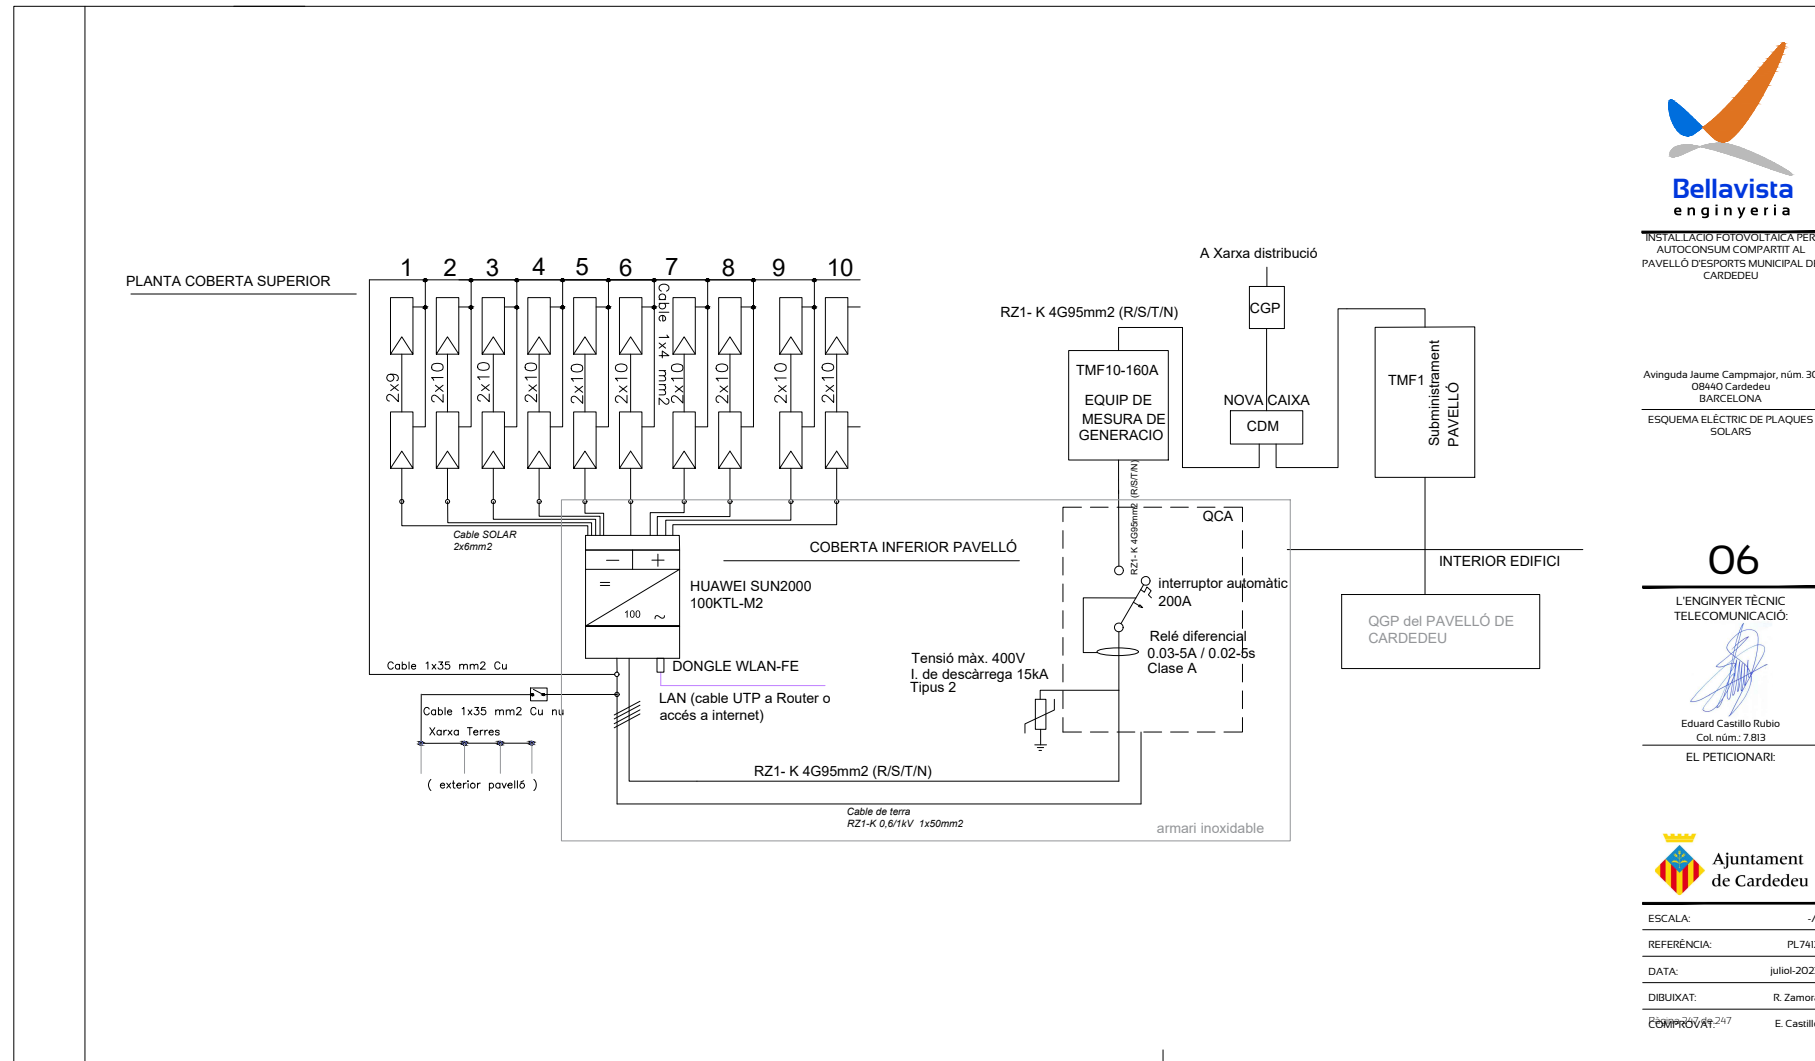 PLANTA COBERTA SUPERIOR
1 2 3 4 5 6 7 8 9 10
Cable 1x4 mm2
2x9
2x10
2x10
2x10
2x10
2x10
2x10
2x10
2x10
2x10
Cable SOLAR
2x6mm2
COBERTA INFERIOR PAVELLÓ
HUAWEI SUN2000
100KTL-M2
100
DONGLE WLAN-FE
LAN (cable UTP a Router o
accés a internet)
Cable 1x35 mm2 Cu
Cable 1x35 mm2 Cu nu
Xarxa Terres
( exterior pavelló )
RZ1- K 4G95mm2 (R/S/T/N)
Cable de terra
RZ1-K 0,6/1kV 1x50mm2
armari inoxidable
Tensió màx. 400V
I. de descàrrega 15kA
Tipus 2
QCA
interruptor automàtic
200A
Relé diferencial
0.03-5A / 0.02-5s
Clase A
RZ1- K 4G95mm2 (R/S/T/N)
RZ1- K 4G95mm2 (R/S/T/N)
TMF10-160A
EQUIP DE
MESURA DE
GENERACIO
A Xarxa distribució
CGP
NOVA CAIXA
CDM
TMF1
Subministrament
PAVELLÓ
INTERIOR EDIFICI
QGP del PAVELLÓ DE
CARDEDEU
Bellavista
enginyeria
INSTAL.LACIÓ FOTOVOLTAICA PER
AUTOCONSUM COMPARTIT AL
PAVELLÓ D'ESPORTS MUNICIPAL DE
CARDEDEU
Avinguda Jaume Campmajor, núm. 30
08440 Cardedeu
BARCELONA
ESQUEMA ELÈCTRIC DE PLAQUES
SOLARS
06
L'ENGINYER TÈCNIC
TELECOMUNICACIÓ:
Eduard Castillo Rubio
Col. núm.: 7.813
EL PETICIONARI:
Ajuntament
de Cardedeu
ESCALA: -/
REFERÈNCIA: PL741
DATA: juliol-202
DIBUIXAT: R. Zamora
COMPROVAT: E. Castillo
Pàgina 247 de 247